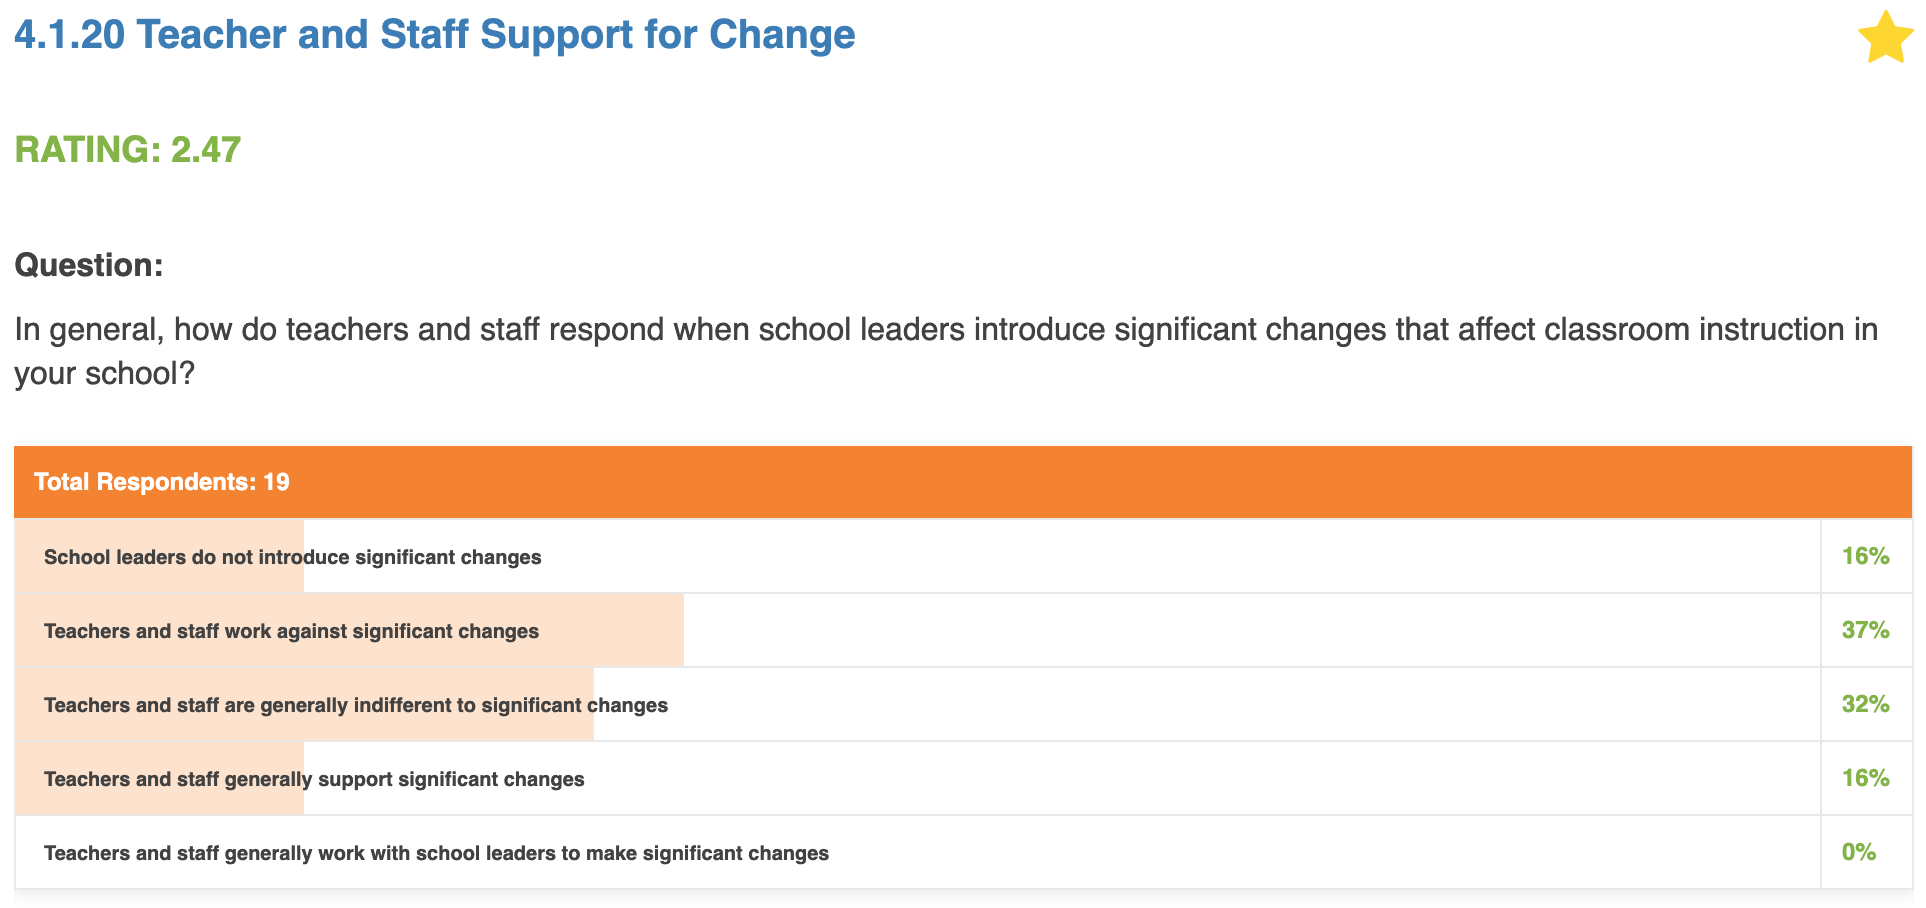 4.1.20 Teacher and Staff Support for Change
RATING: 2.47
Question:
In general, how do teachers and staff respond when school leaders introduce significant changes that affect classroom instruction in
your school?
Total Respondents: 19
School leaders do not introduce significant changes 16%
Teachers and staff work against significant changes 37%
Teachers and staff are generally indifferent to significant changes 32%
Teachers and staff generally support significant changes 16%
Teachers and staff generally work with school leaders to make significant changes 0%